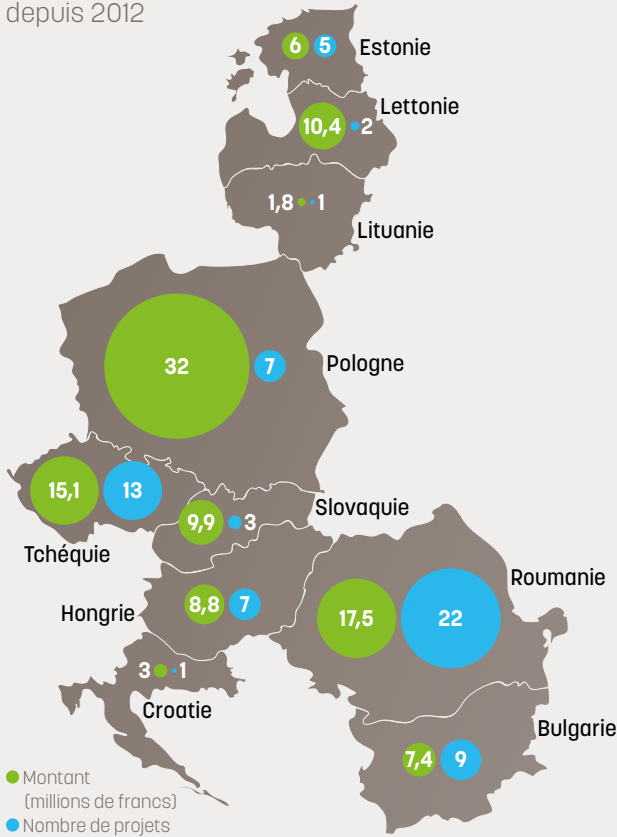 depuis 2012
6 5 Estonie
Lettonie
10,4 2
1,8 1
Lituanie
32 7 Pologne
15,1 13
Slovaquie
9,9 3
Tchéquie
Roumanie
8,8 7
Hongrie
17,5 22
3 1
Croatie
Bulgarie
7,4 9
Montant
(millions de francs)
Nombre de projets